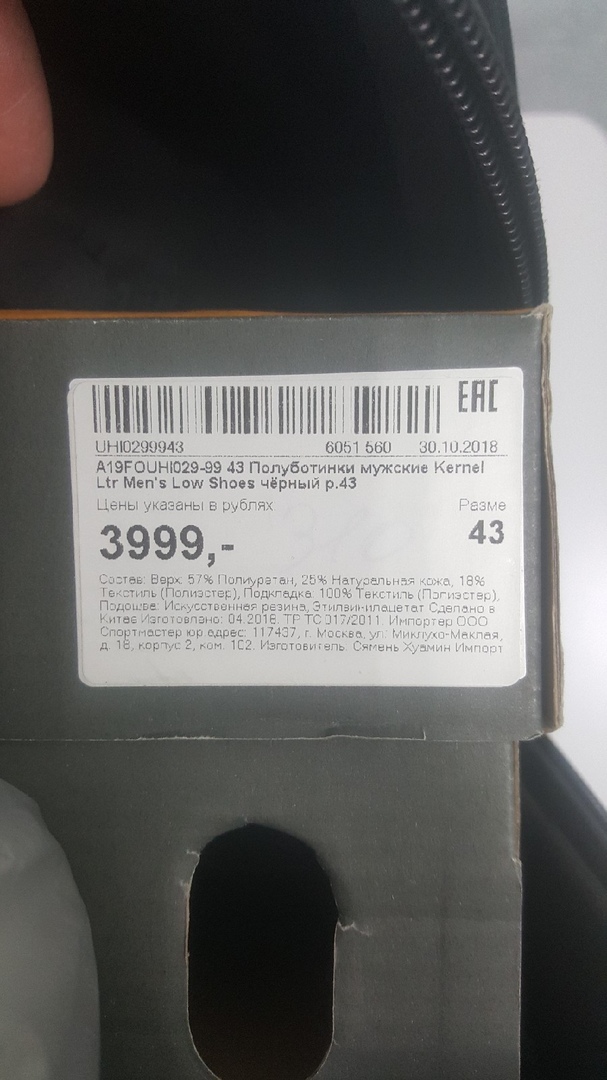 EAC
UHI0299943 6051 560 30.10.2018
A19FOUHI029-99 43 Полуботинки мужские Kernel
Ltr Men's Low Shoes чёрный р.43
Цены указаны в рублях Разме
3999,- 43
Состав: Верх: 57% Полиуретан, 25% Натуральная кожа, 18%
Текстиль (Полиэстер), Подкладка: 100% Текстиль (Полиэстер),
Подошва: Искусственная резина, Этилвинилацетат Сделано в
Китае Изготовлено: 04.2018. ТР ТС 017/2011. Импортер ООО
Спортмастер юр адрес: 117437, г. Москва, ул. Миклухо-Маклая,
д. 18, корпус 2, ком. 102. Изготовитель: Сямень Хуамин Импорт